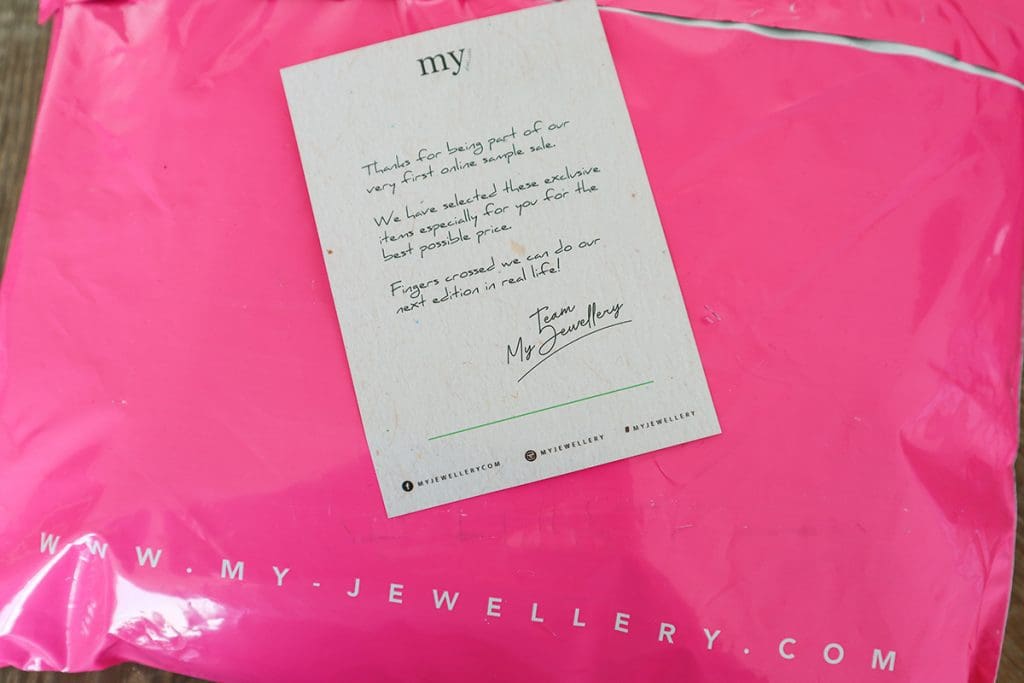 my
Thanks for being part of our
very first online sample sale.
We have selected these exclusive
items especially for you for the
best possible price.
Fingers crossed we can do our
next edition in real life!
Team
My Jewellery
MYJEWELLERYCOM
MYJEWELLERY
#MYJEWELLERY
WWW.MY-JEWELLERY.COM